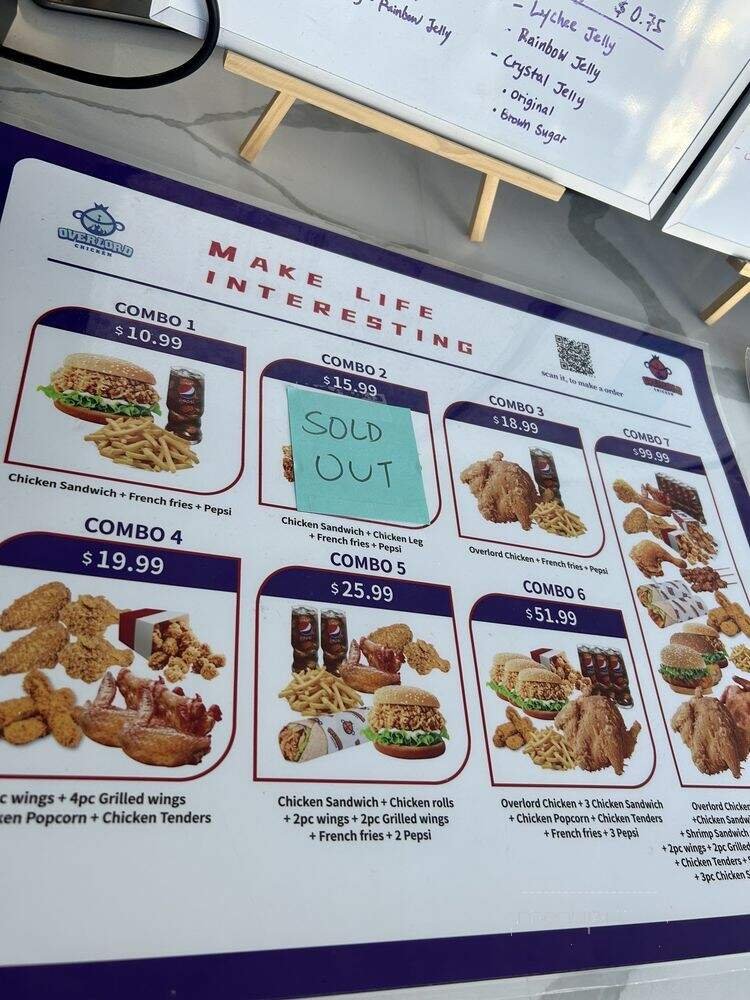 Rainbow Jelly
$0.75
- Lychee Jelly
• Rainbow Jelly
- Crystal Jelly
• Original
• Brown Sugar
OVERLORD
CHICKEN
MAKE LIFE
INTERESTING
scan it, to make a order
OVERLORD
CHICKEN
COMBO 1
$10.99
Chicken Sandwich + French fries + Pepsi
COMBO 2
$15.99
SOLD
OUT
Chicken Sandwich + Chicken Leg
+ French fries + Pepsi
COMBO 3
$18.99
Overlord Chicken + French fries + Pepsi
COMBO 7
$99.99
Overlord Chicken
+Chicken Sandw
+ Shrimp Sandwich
+ 2pc wings + 2pc Grilled
+ Chicken Tenders +
+ 3pc Chicken S
COMBO 4
$19.99
c wings + 4pc Grilled wings
ken Popcorn + Chicken Tenders
COMBO 5
$25.99
Chicken Sandwich + Chicken rolls
+ 2pc wings + 2pc Grilled wings
+ French fries + 2 Pepsi
COMBO 6
$51.99
Overlord Chicken + 3 Chicken Sandwich
+ Chicken Popcorn + Chicken Tenders
+ French fries + 3 Pepsi